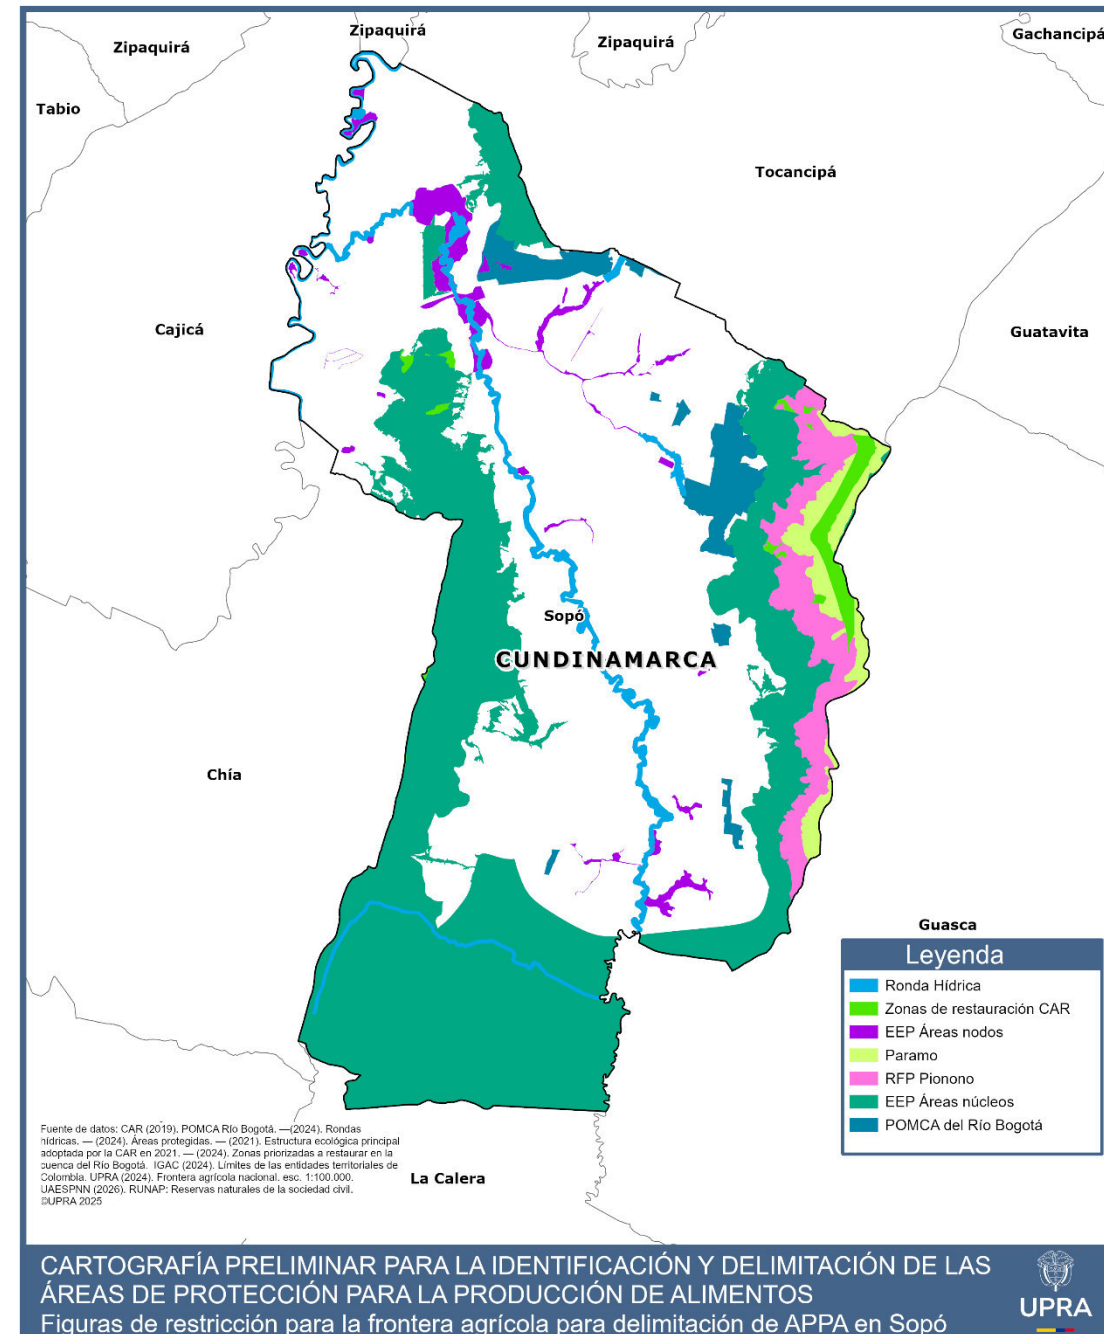 Zipaquirá
Zipaquirá
Zipaquirá
Gachancipá
Tabio
Tocancipá
Cajicá
Guatavita
Sopó
CUNDINAMARCA
Chía
Guasca
Leyenda
Ronda Hídrica
Zonas de restauración CAR
EEP Áreas nodos
Paramo
RFP Pionono
EEP Áreas núcleos
POMCA del Río Bogotá
Fuente de datos: CAR (2019). POMCA Río Bogotá. —(2024). Rondas
hídricas. — (2024). Áreas protegidas. — (2021). Estructura ecológica principal
adoptada por la CAR en 2021. — (2024). Zonas priorizadas a restaurar en la
cuenca del Río Bogotá. IGAC (2024). Límites de las entidades territoriales de
Colombia. UPRA (2024). Frontera agrícola nacional. esc. 1:100.000.
UAESPNN (2026). RUNAP: Reservas naturales de la sociedad civil.
©UPRA 2025
La Calera
CARTOGRAFÍA PRELIMINAR PARA LA IDENTIFICACIÓN Y DELIMITACIÓN DE LAS
ÁREAS DE PROTECCIÓN PARA LA PRODUCCIÓN DE ALIMENTOS
Figuras de restricción para la frontera agrícola para delimitación de APPA en Sopó
UPRA